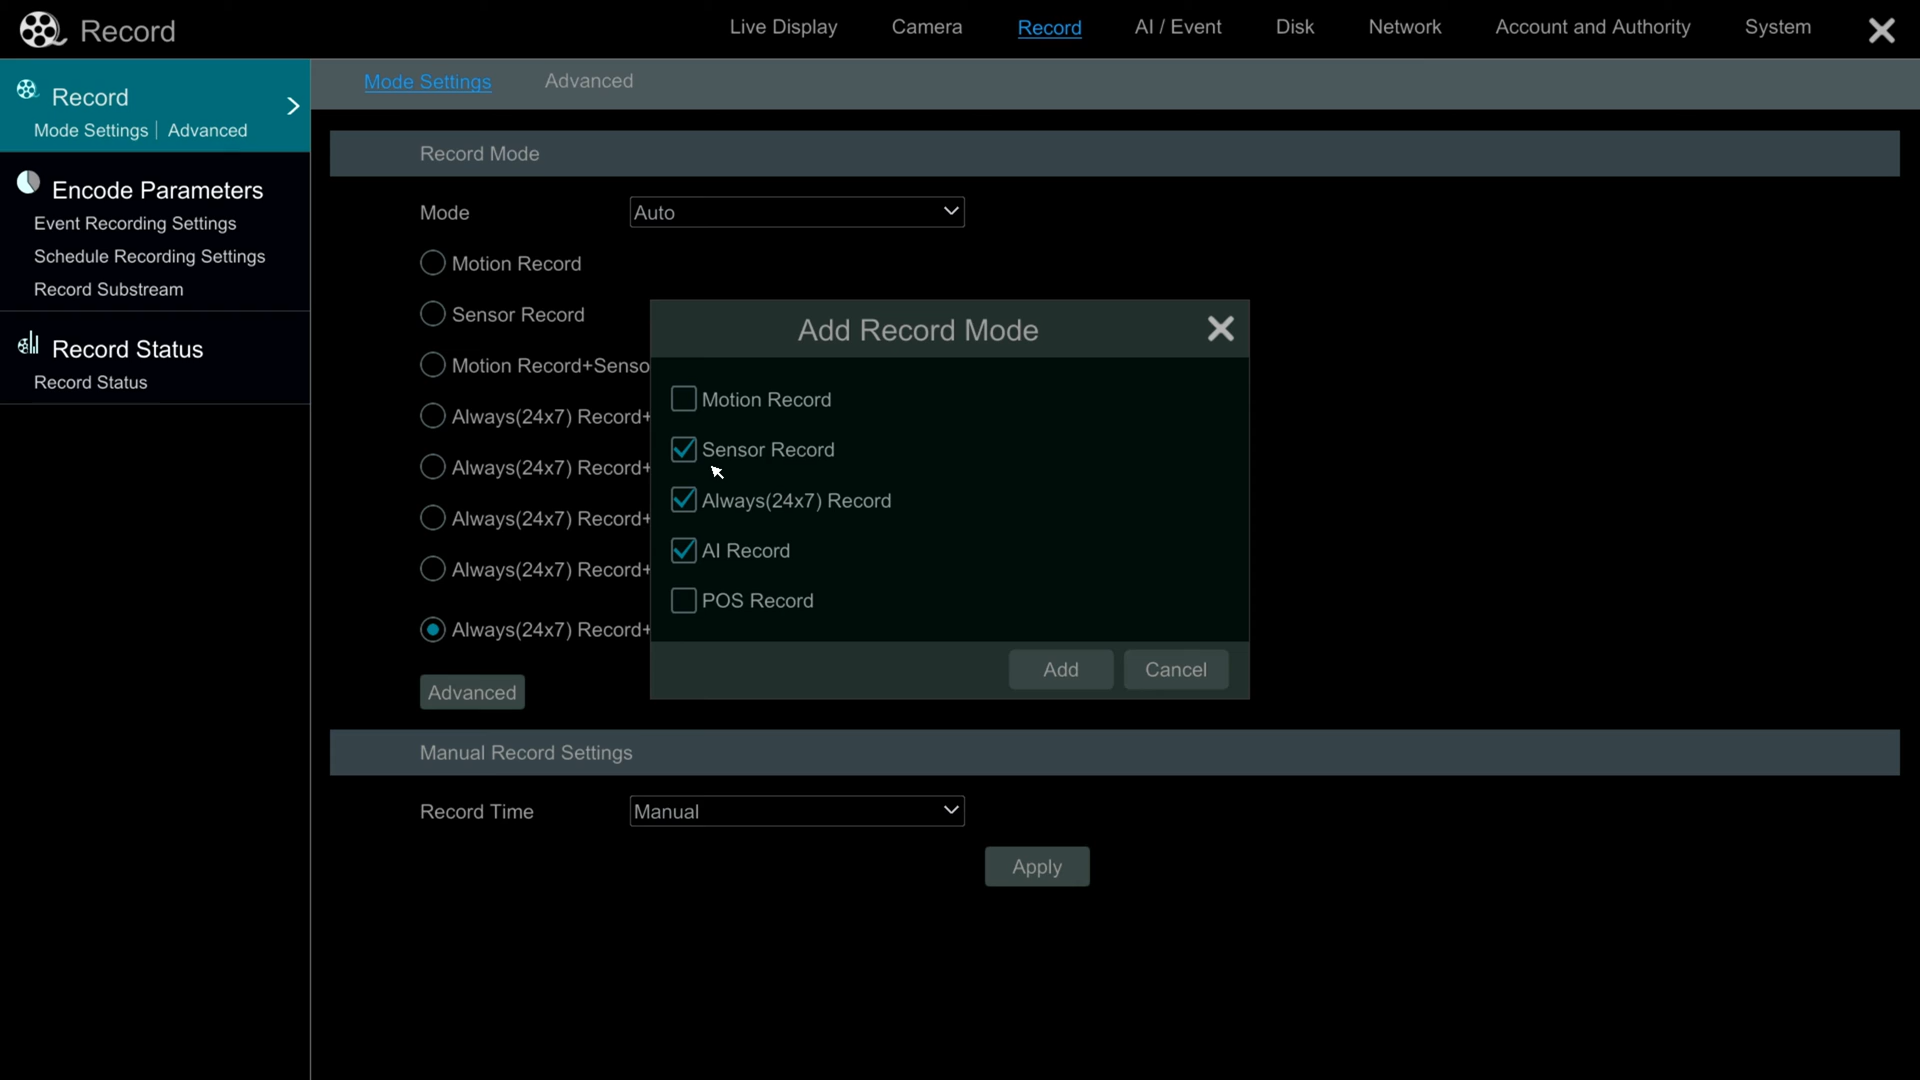 Record
Live Display Camera Record AI / Event Disk Network Account and Authority System
Record
Mode Settings | Advanced
Encode Parameters
Event Recording Settings
Schedule Recording Settings
Record Substream
Record Status
Record Status
Mode Settings Advanced
Record Mode
Mode Auto
Motion Record
Sensor Record
Motion Record+Senso
Always(24x7) Record+
Always(24x7) Record+
Always(24x7) Record+
Always(24x7) Record+
Always(24x7) Record+
Advanced
Add Record Mode
Motion Record
Sensor Record
Always(24x7) Record
AI Record
POS Record
Add Cancel
Manual Record Settings
Record Time Manual
Apply